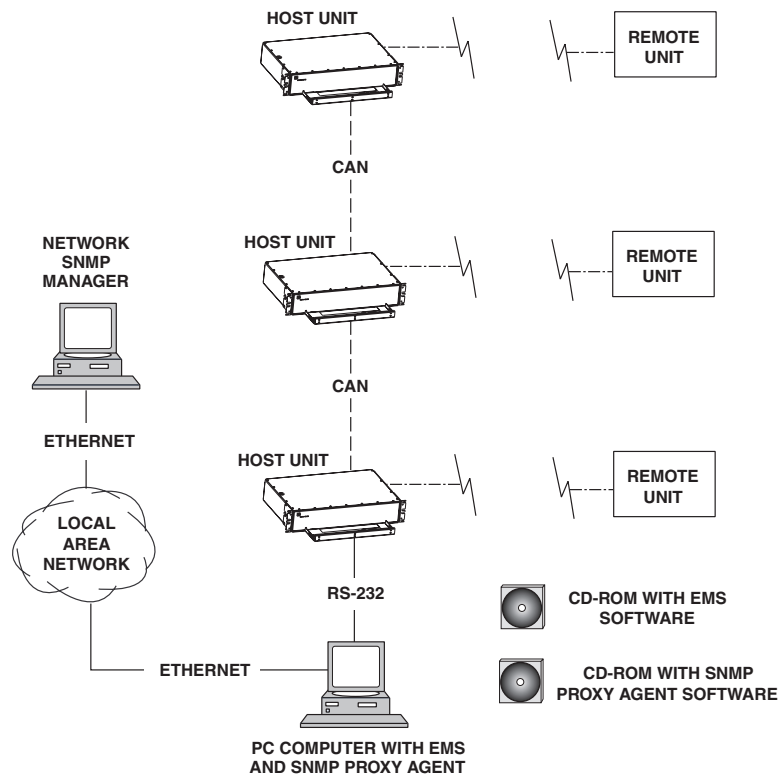 HOST UNIT
REMOTE
UNIT
CAN
NETWORK
SNMP
MANAGER
HOST UNIT
REMOTE
UNIT
CAN
ETHERNET
HOST UNIT
REMOTE
UNIT
LOCAL
AREA
NETWORK
RS-232
CD-ROM WITH EMS
SOFTWARE
ETHERNET
CD-ROM WITH SNMP
PROXY AGENT SOFTWARE
PC COMPUTER WITH EMS
AND SNMP PROXY AGENT